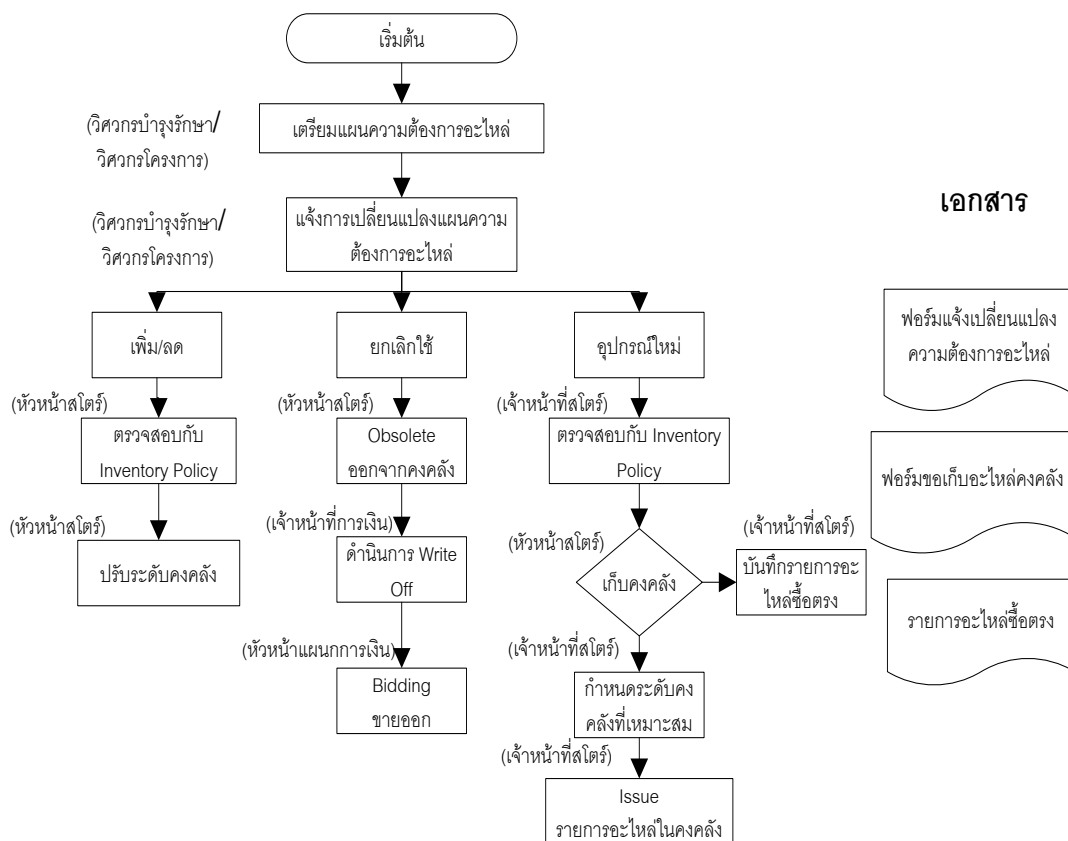 เริ่มต้น
(วิศวกรบำรุงรักษา/
วิศวกรโครงการ)
เตรียมแผนความต้องการอะไหล่
(วิศวกรบำรุงรักษา/
วิศวกรโครงการ)
แจ้งการเปลี่ยนแปลงแผนความ
ต้องการอะไหล่
เอกสาร
เพิ่ม/ลด
ยกเลิกใช้
อุปกรณ์ใหม่
ฟอร์มแจ้งเปลี่ยนแปลง
ความต้องการอะไหล่
(หัวหน้าสโตร์)
(หัวหน้าสโตร์)
(เจ้าหน้าที่สโตร์)
ตรวจสอบกับ
Inventory Policy
Obsolete
ออกจากคงคลัง
ตรวจสอบกับ Inventory
Policy
ฟอร์มขอเก็บอะไหล่คงคลัง
(หัวหน้าสโตร์)
(เจ้าหน้าที่การเงิน)
(หัวหน้าสโตร์)
(เจ้าหน้าที่สโตร์)
ปรับระดับคงคลัง
ดำนินการ Write
Off
เก็บคงคลัง
บันทึกรายการอะ
ไหล่ซื้อตรง
รายการอะไหล่ซื้อตรง
(หัวหน้าแผนกการเงิน)
(เจ้าหน้าที่สโตร์)
Bidding
ขายออก
กำหนดระดับคง
คลังที่เหมาะสม
(เจ้าหน้าที่สโตร์)
Issue
รายการอะไหล่ในคงคลัง